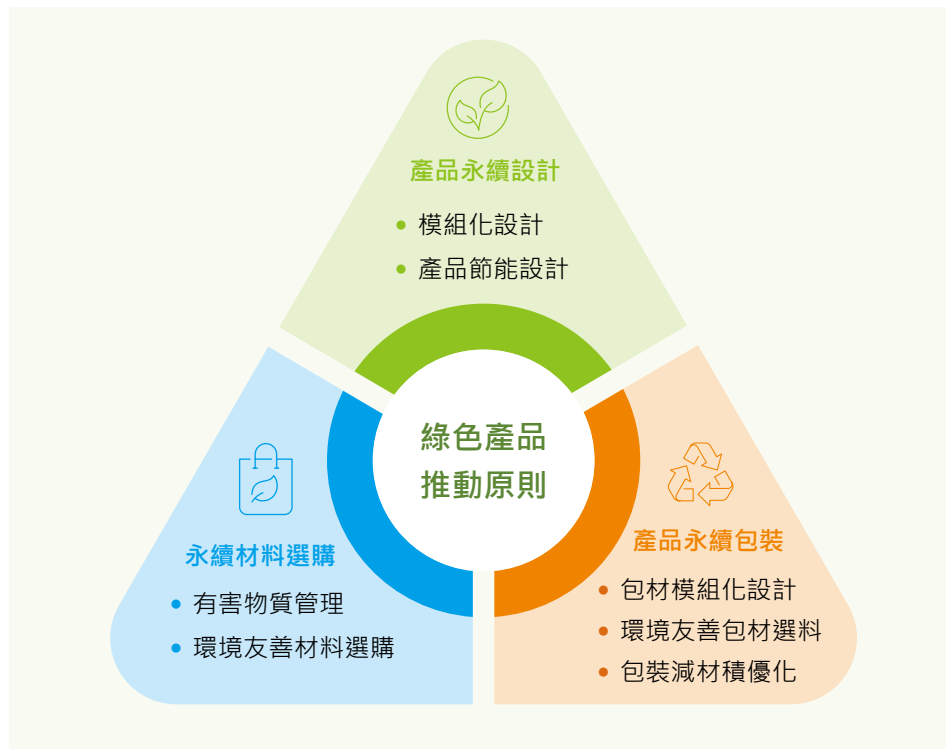 產品永續設計
• 模組化設計
• 產品節能設計
綠色產品
推動原則
永續材料選購
• 有害物質管理
• 環境友善材料選購
產品永續包裝
• 包材模組化設計
• 環境友善包材選料
• 包裝減材積優化